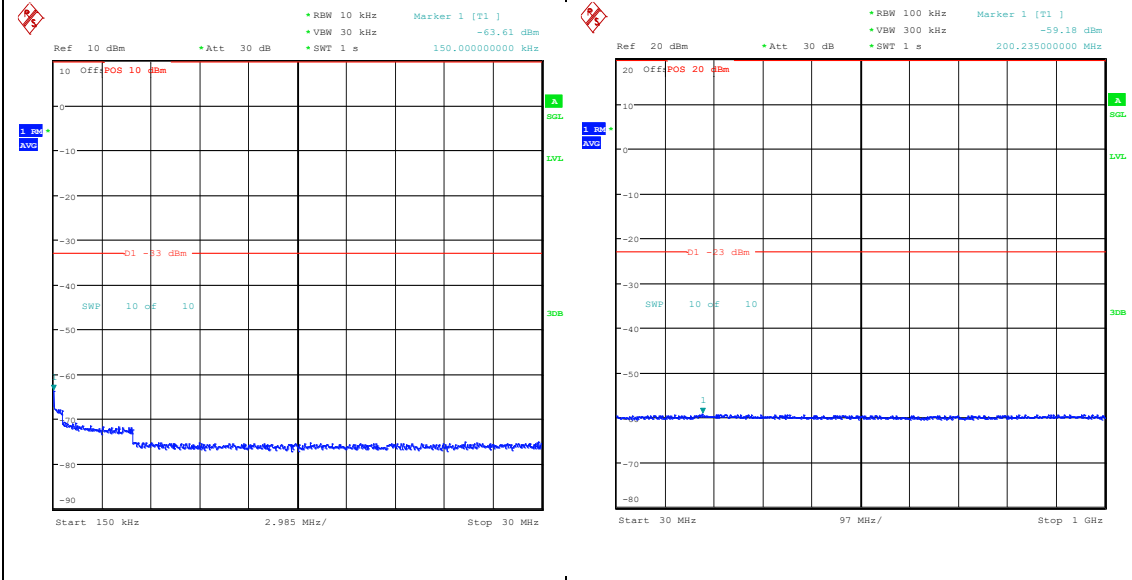 R S
* RBW 10 kHz Marker 1 [T1 ]
* VBW 30 kHz -63.61 dBm
Ref 10 dBm * Att 30 dB * SWT 1 s 150.000000000 kHz
10 Offs POS 10 dBm
0
A
SGL
1 RM *
AVG
-10
LVL
-20
-30
D1 -33 dBm
-40
SWP 10 of 10
3DB
-50
-60
-70
-80
-90
Start 150 kHz 2.985 MHz/ Stop 30 MHz
R S
* RBW 100 kHz Marker 1 [T1 ]
* VBW 300 kHz -59.18 dBm
Ref 20 dBm * Att 30 dB * SWT 1 s 200.235000000 MHz
20 Offs POS 20 dBm
10
A
SGL
1 RM *
AVG
0
LVL
-10
-20
D1 -23 dBm
-30
SWP 10 of 10
3DB
-40
-50
1
-60
-70
-80
Start 30 MHz 97 MHz/ Stop 1 GHz